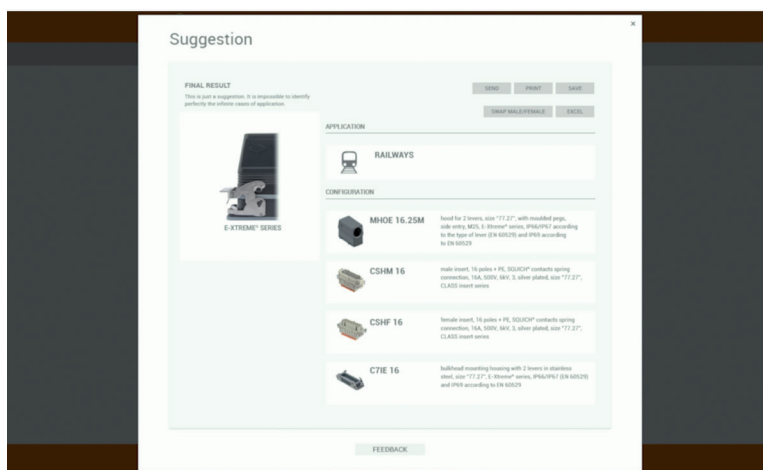 ×
Suggestion
FINAL RESULT
This is just a suggestion. It is impossible to identify
perfectly the infinite cases of application.
SEND
PRINT
SAVE
SWAP MALE/FEMALE
EXCEL
E-XTREME® SERIES
APPLICATION
RAILWAYS
CONFIGURATION
MHOE 16.25M
hood for 2 levers, size "77.27", with moulded pegs,
side entry, M25, E-Xtreme® series, IP66/IP67 according
to the type of lever (EN 60529) and IP69 according
to EN 60529
CSHM 16
male insert, 16 poles + PE, SQUICH® contacts spring
connection, 16A, 500V, 6kV, 3, silver plated, size "77.27",
CLASS insert series
CSHF 16
female insert, 16 poles + PE, SQUICH® contacts spring
connection, 16A, 500V, 6kV, 3, silver plated, size "77.27",
CLASS insert series
C7IE 16
bulkhead mounting housing with 2 levers in stainless
steel, size "77.27", E-Xtreme® series, IP66/IP67 (EN 60529)
and IP69 according to EN 60529
FEEDBACK